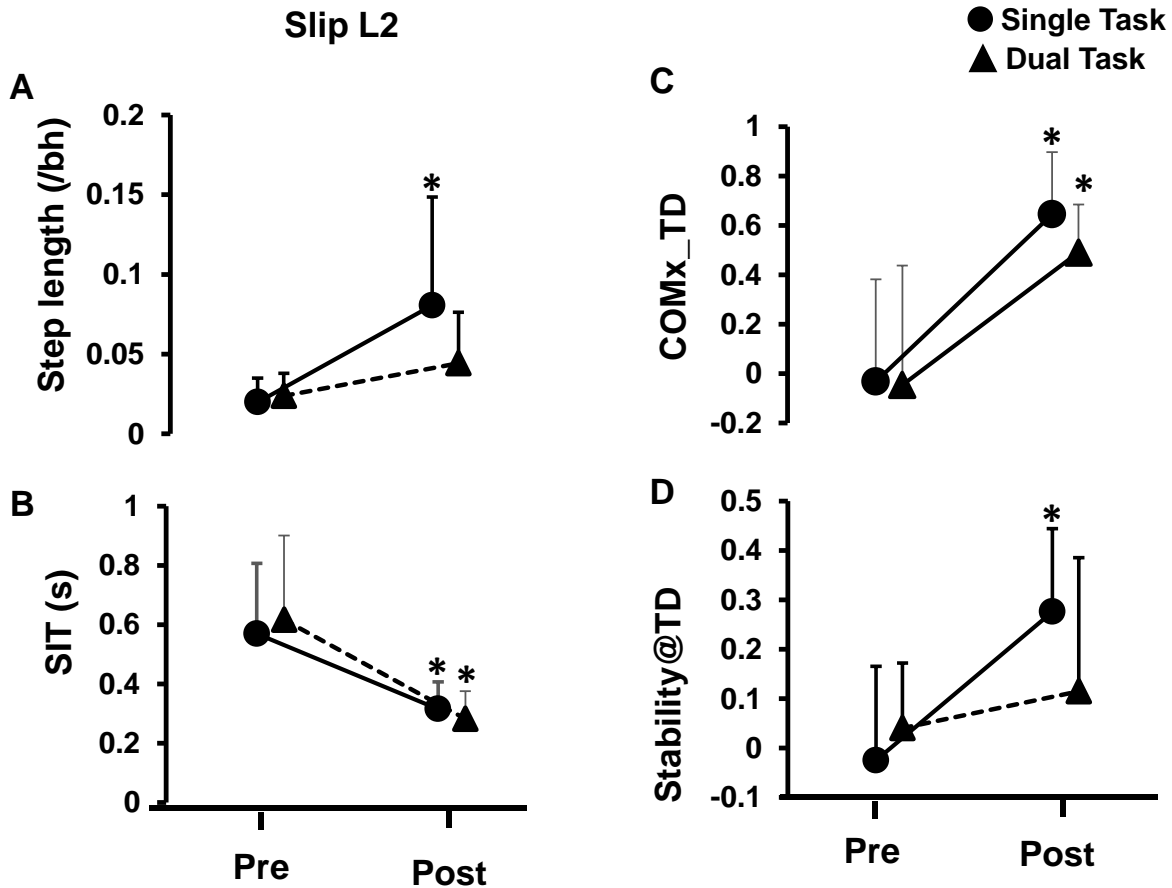 Slip L2
Single Task
Dual Task
A
Step length (/bh)
0.2
0.15
0.1
0.05
0
*
B
SIT (s)
1
0.8
0.6
0.4
0.2
0
* *
Pre Post
C
COMx_TD
1
0.8
0.6
0.4
0.2
0
-0.2
*
*
D
Stability@TD
0.5
0.4
0.3
0.2
0.1
0
-0.1
*
Pre Post